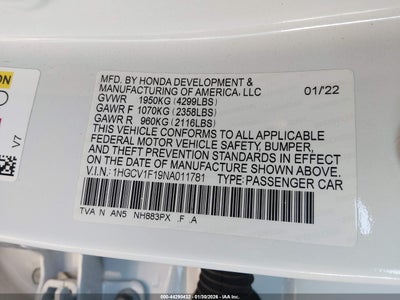 MFD. BY HONDA DEVELOPMENT &
MANUFACTURING OF AMERICA, LLC 01/22
GVWR 1950KG (4299LBS)
GAWR F 1070KG (2358LBS)
GAWR R 960KG (2116LBS)
THIS VEHICLE CONFORMS TO ALL APPLICABLE
FEDERAL MOTOR VEHICLE SAFETY, BUMPER,
AND THEFT PREVENTION STANDARDS IN EFFECT
ON THE DATE OF MANUFACTURE SHOWN ABOVE.
V.I.N.: 1HGCV1F19NA011781 TYPE: PASSENGER CAR
TVA N AN5 NH883PX .F .A
V7
000-44290433 - 01/30/2026 - IAA Inc.